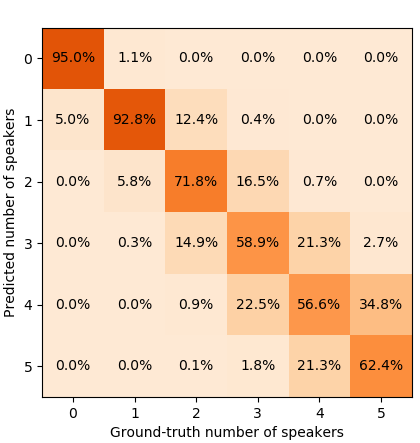 Predicted number of speakers
0 95.0% 1.1% 0.0% 0.0% 0.0% 0.0%
1 5.0% 92.8% 12.4% 0.4% 0.0% 0.0%
2 0.0% 5.8% 71.8% 16.5% 0.7% 0.0%
3 0.0% 0.3% 14.9% 58.9% 21.3% 2.7%
4 0.0% 0.0% 0.9% 22.5% 56.6% 34.8%
5 0.0% 0.0% 0.1% 1.8% 21.3% 62.4%
0 1 2 3 4 5
Ground-truth number of speakers